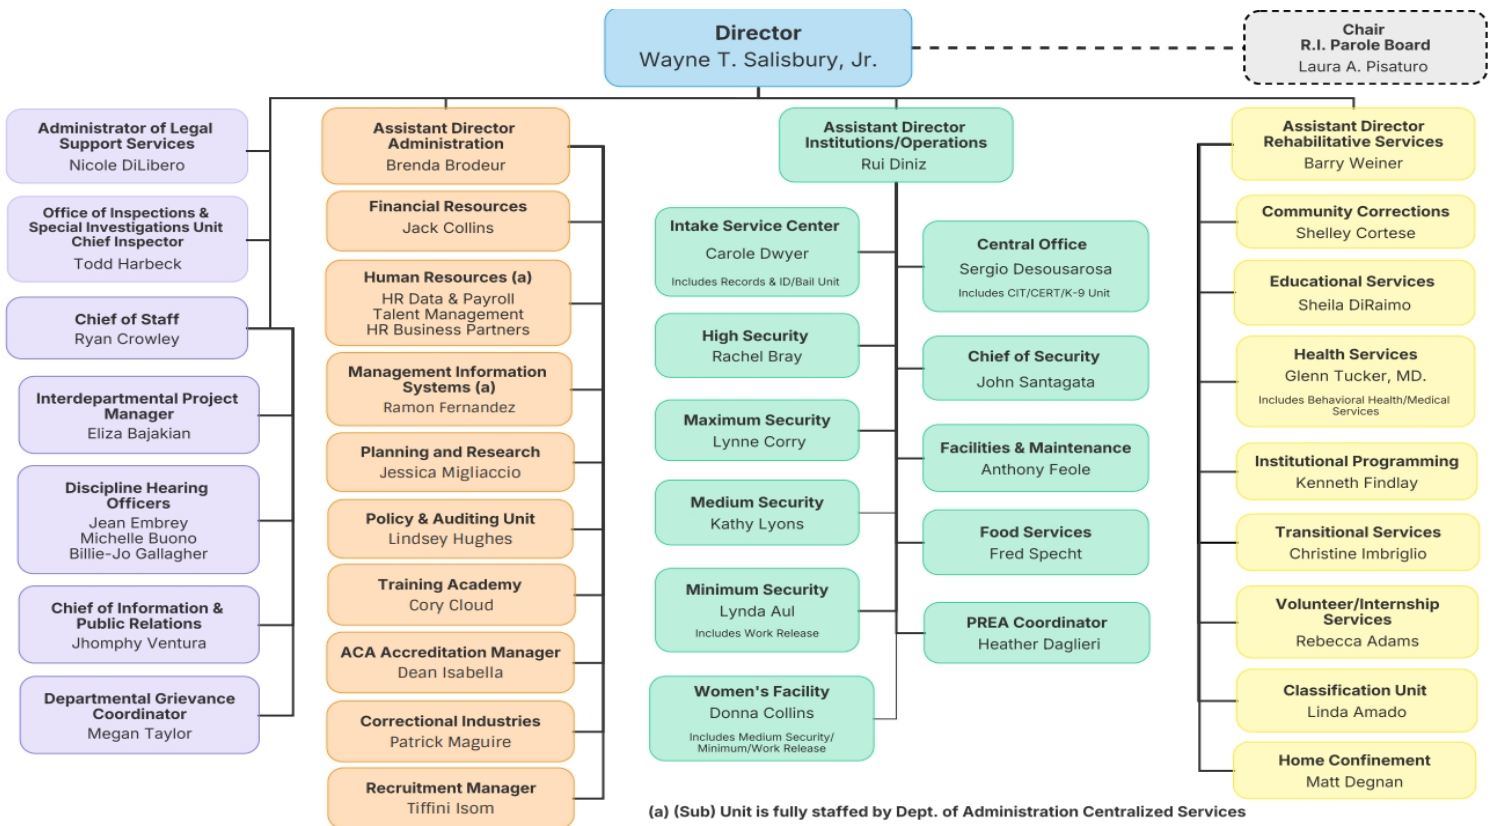 Director
Wayne T. Salisbury, Jr.
Chair
R.I. Parole Board
Laura A. Pisaturo
Administrator of Legal
Support Services
Nicole DiLibero
Office of Inspections &
Special Investigations Unit
Chief Inspector
Todd Harbeck
Chief of Staff
Ryan Crowley
Interdepartmental Project
Manager
Eliza Bajakian
Discipline Hearing
Officers
Jean Embrey
Michelle Buono
Billie-Jo Gallagher
Chief of Information &
Public Relations
Jhomphy Ventura
Departmental Grievance
Coordinator
Megan Taylor
Assistant Director
Administration
Brenda Brodeur
Financial Resources
Jack Collins
Human Resources (a)
HR Data & Payroll
Talent Management
HR Business Partners
Management Information
Systems (a)
Ramon Fernandez
Planning and Research
Jessica Migliaccio
Policy & Auditing Unit
Lindsey Hughes
Training Academy
Cory Cloud
ACA Accreditation Manager
Dean Isabella
Correctional Industries
Patrick Maguire
Recruitment Manager
Tiffini Isom
Assistant Director
Institutions/Operations
Rui Diniz
Intake Service Center
Carole Dwyer
Includes Records & ID/Bail Unit
High Security
Rachel Bray
Maximum Security
Lynne Corry
Medium Security
Kathy Lyons
Minimum Security
Lynda Aul
Includes Work Release
Women's Facility
Donna Collins
Includes Medium Security/
Minimum/Work Release
Central Office
Sergio Desousarosa
Includes CIT/CERT/K-9 Unit
Chief of Security
John Santagata
Facilities & Maintenance
Anthony Feole
Food Services
Fred Specht
PREA Coordinator
Heather Daglieri
Assistant Director
Rehabilitative Services
Barry Weiner
Community Corrections
Shelley Cortese
Educational Services
Sheila DiRaimo
Health Services
Glenn Tucker, MD.
Includes Behavioral Health/Medical
Services
Institutional Programming
Kenneth Findlay
Transitional Services
Christine Imbriglio
Volunteer/Internship
Services
Rebecca Adams
Classification Unit
Linda Amado
Home Confinement
Matt Degnan
(a) (Sub) Unit is fully staffed by Dept. of Administration Centralized Services